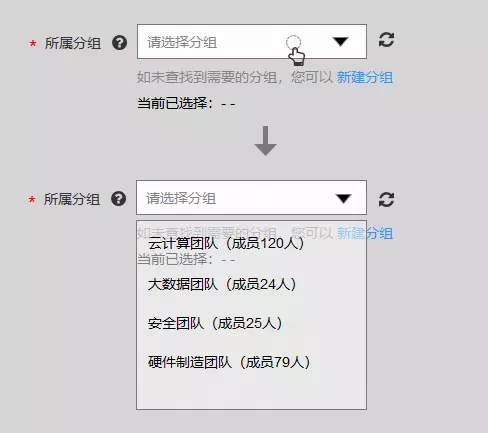 * 所属分组 ? 请选择分组
如未查找到需要的分组，您可以 新建分组
当前已选择：- -
* 所属分组 ? 请选择分组
如未查找到需要的分组，您可以 新建分组
云计算团队（成员120人）
当前已选择：- -
大数据团队（成员24人）
安全团队（成员25人）
硬件制造团队（成员79人）